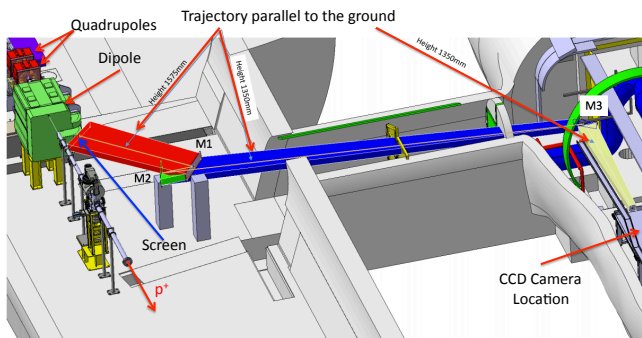 Quadrupoles
Trajectory parallel to the ground
Dipole
Height 1575mm
Height 1350mm
Height 1350mm
M3
M1
M2
Screen
p⁺
CCD Camera
Location